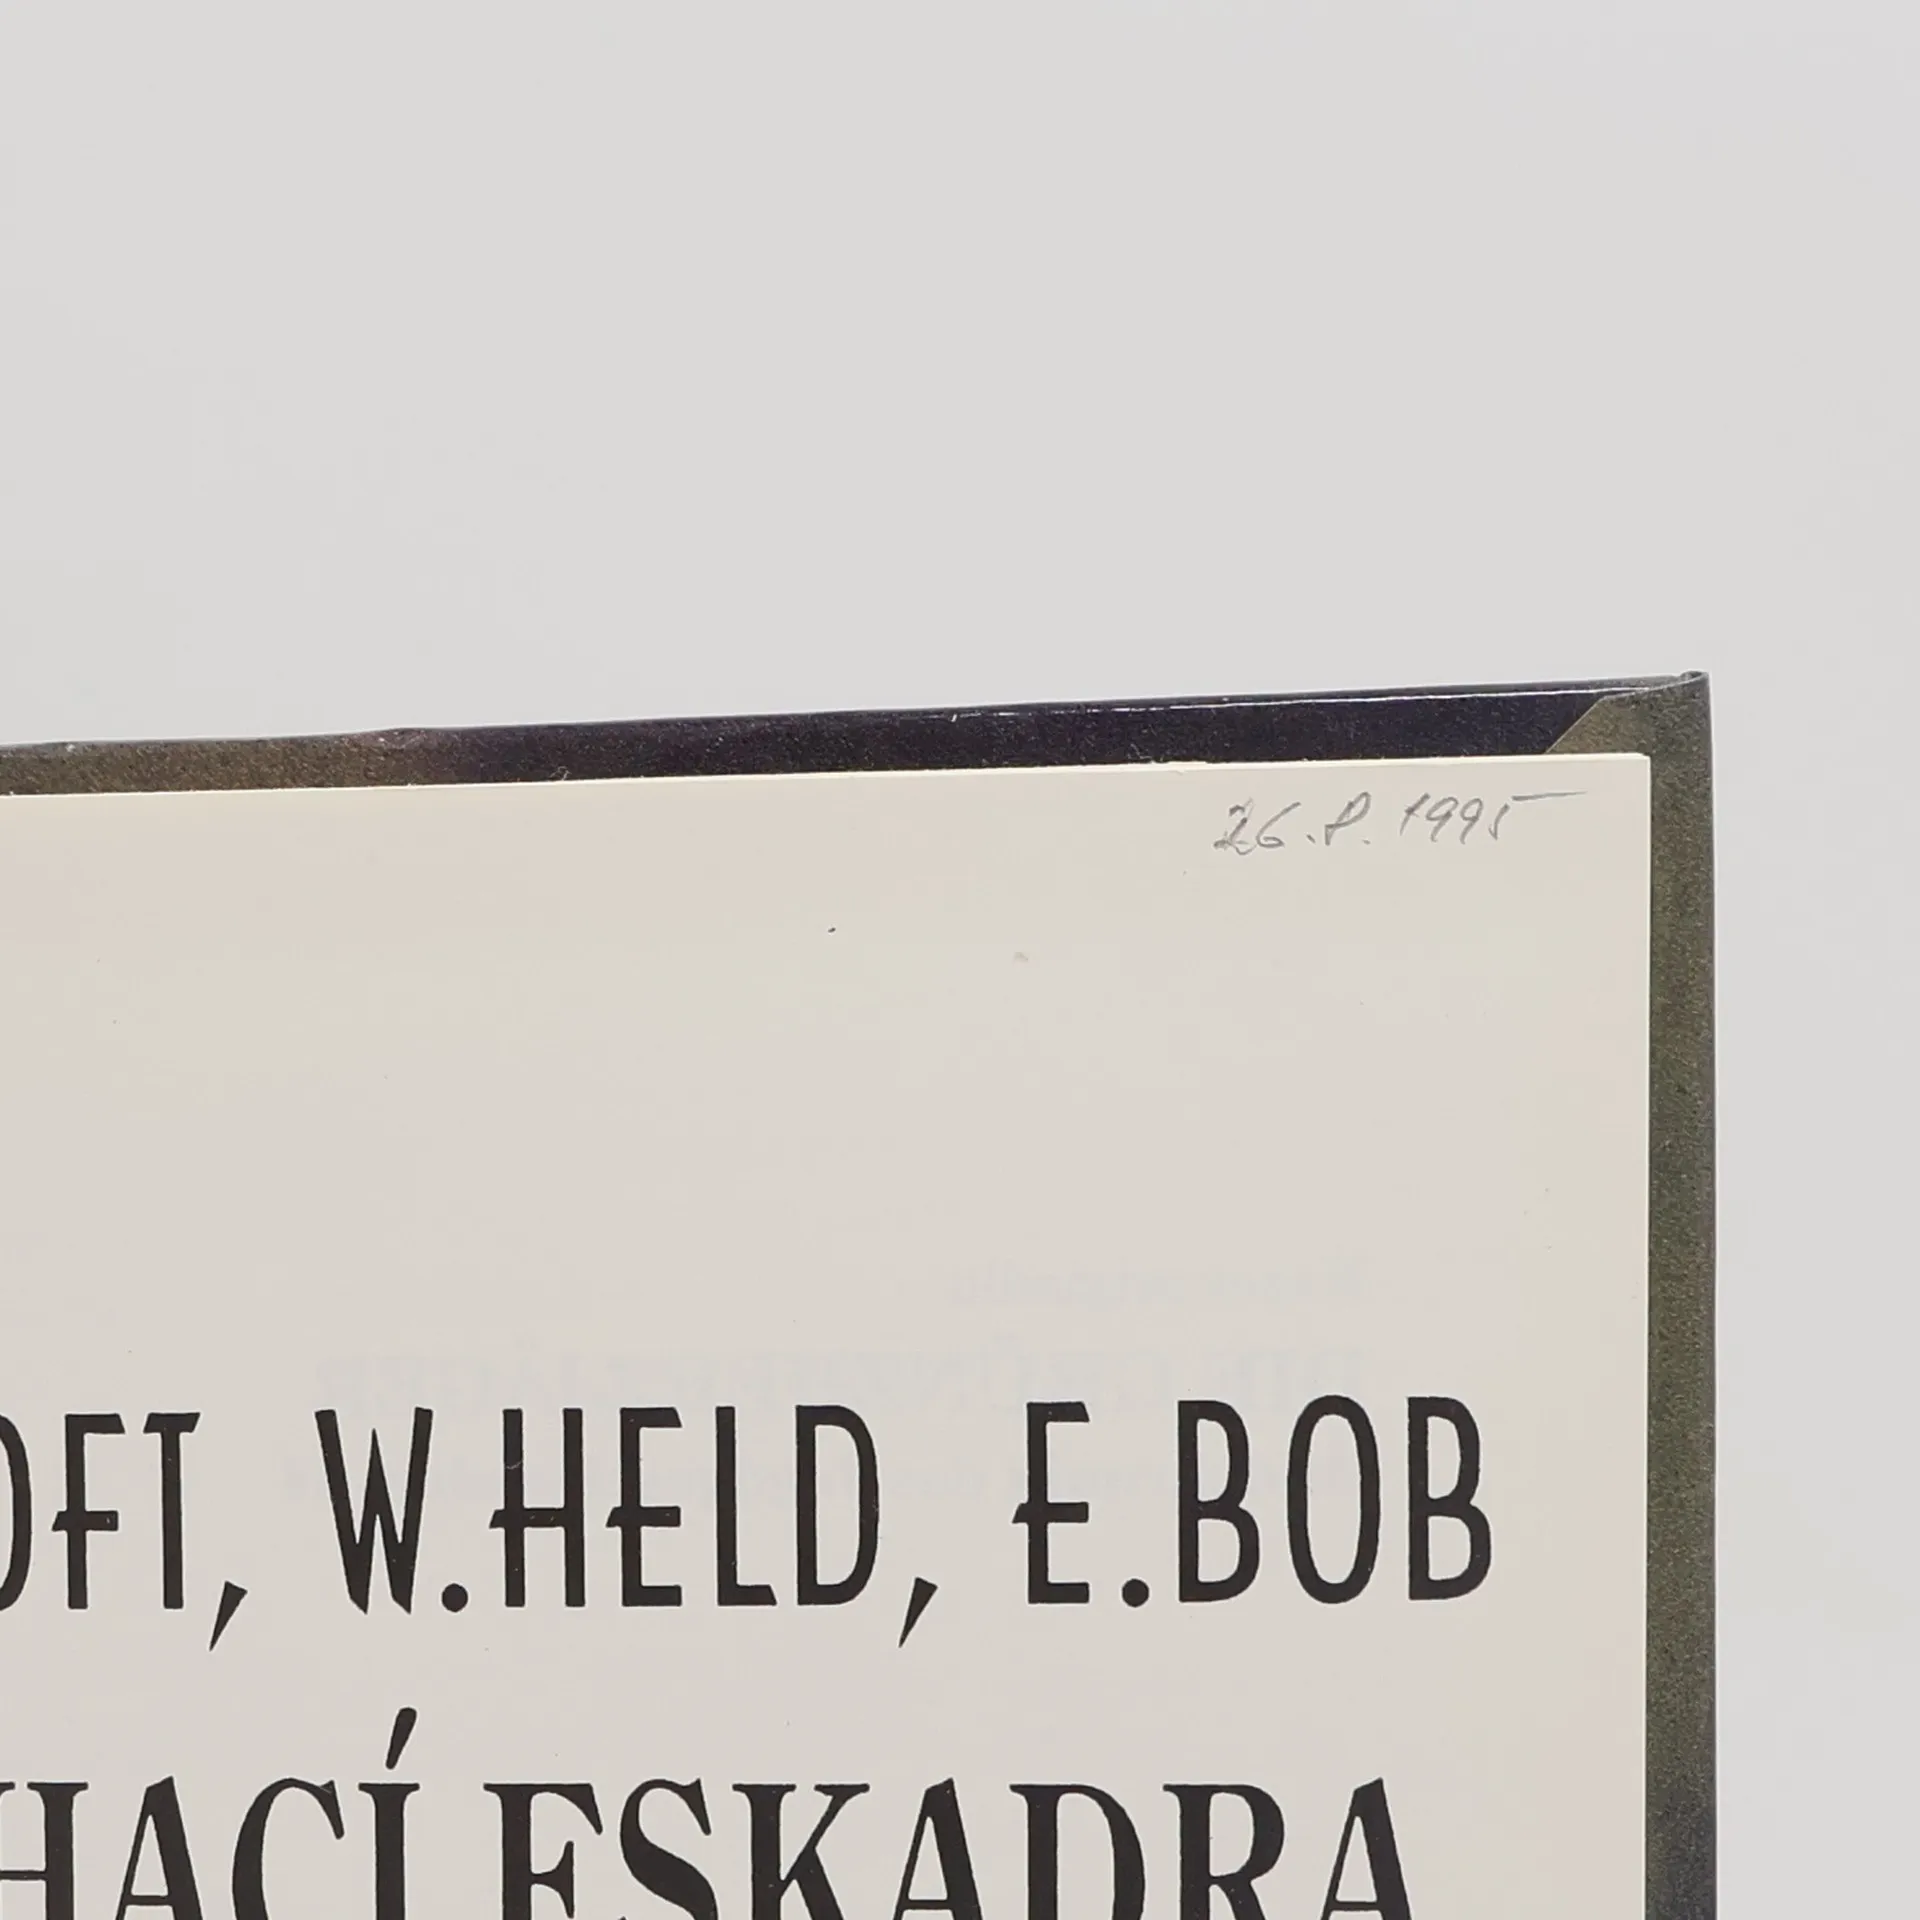 26.8.1995
OFT, W.HELD, E.BOB
HACÍ ESKADRA